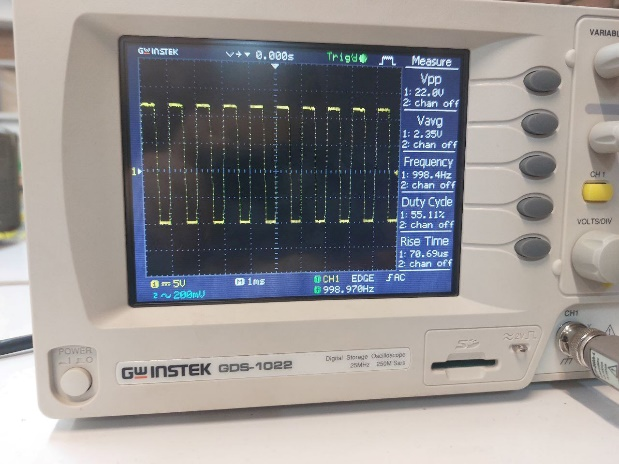 GWINSTEK
0.000s
Trig'd
Measure
Vpp
1: 22.0V
2: chan off
Vavg
1: 2.35V
2: chan off
Frequency
1: 998.4Hz
2: chan off
Duty Cycle
1: 55.11%
2: chan off
Rise Time
1: 70.69us
2: chan off
1
1 5V
2 200mV
1ms
CH1 EDGE AC
998.970Hz
VARIABL
CH 1
VOLTS/DIV
CH1
POWER
GWINSTEK GDS-1022
Digital Storage Oscilloscope
25MHz 250M Sa/s
SD